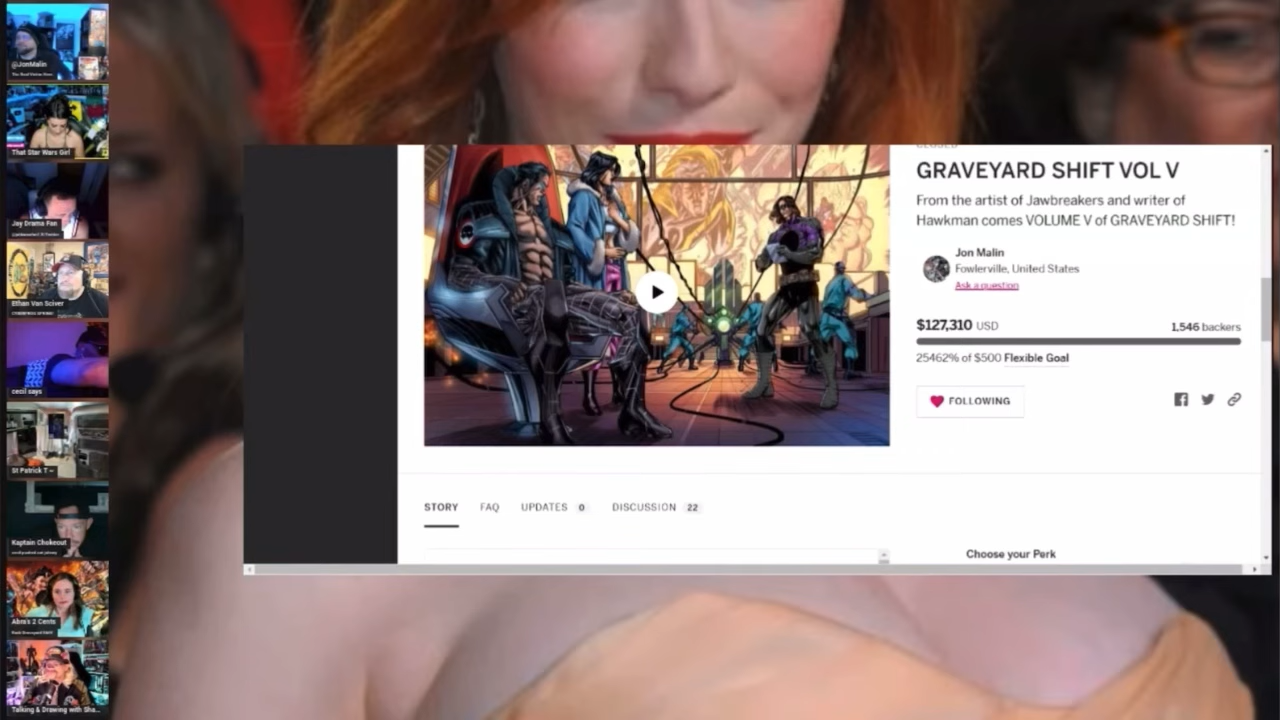 @JonMalin
That Star Wars Girl
Jay Drama Fan
Ethan Van Sciver
cecil says
St Patrick T ~
Kaptain Chokeout
Abra's 2 Cents
Talking & Drawing with Sha...
CLOSED
GRAVEYARD SHIFT VOL V
From the artist of Jawbreakers and writer of
Hawkman comes VOLUME V of GRAVEYARD SHIFT!
Jon Malin
Fowlerville, United States
Ask a question
$127,310 USD 1,546 backers
25462% of $500 Flexible Goal
FOLLOWING
STORY FAQ UPDATES 0 DISCUSSION 22
Choose your Perk